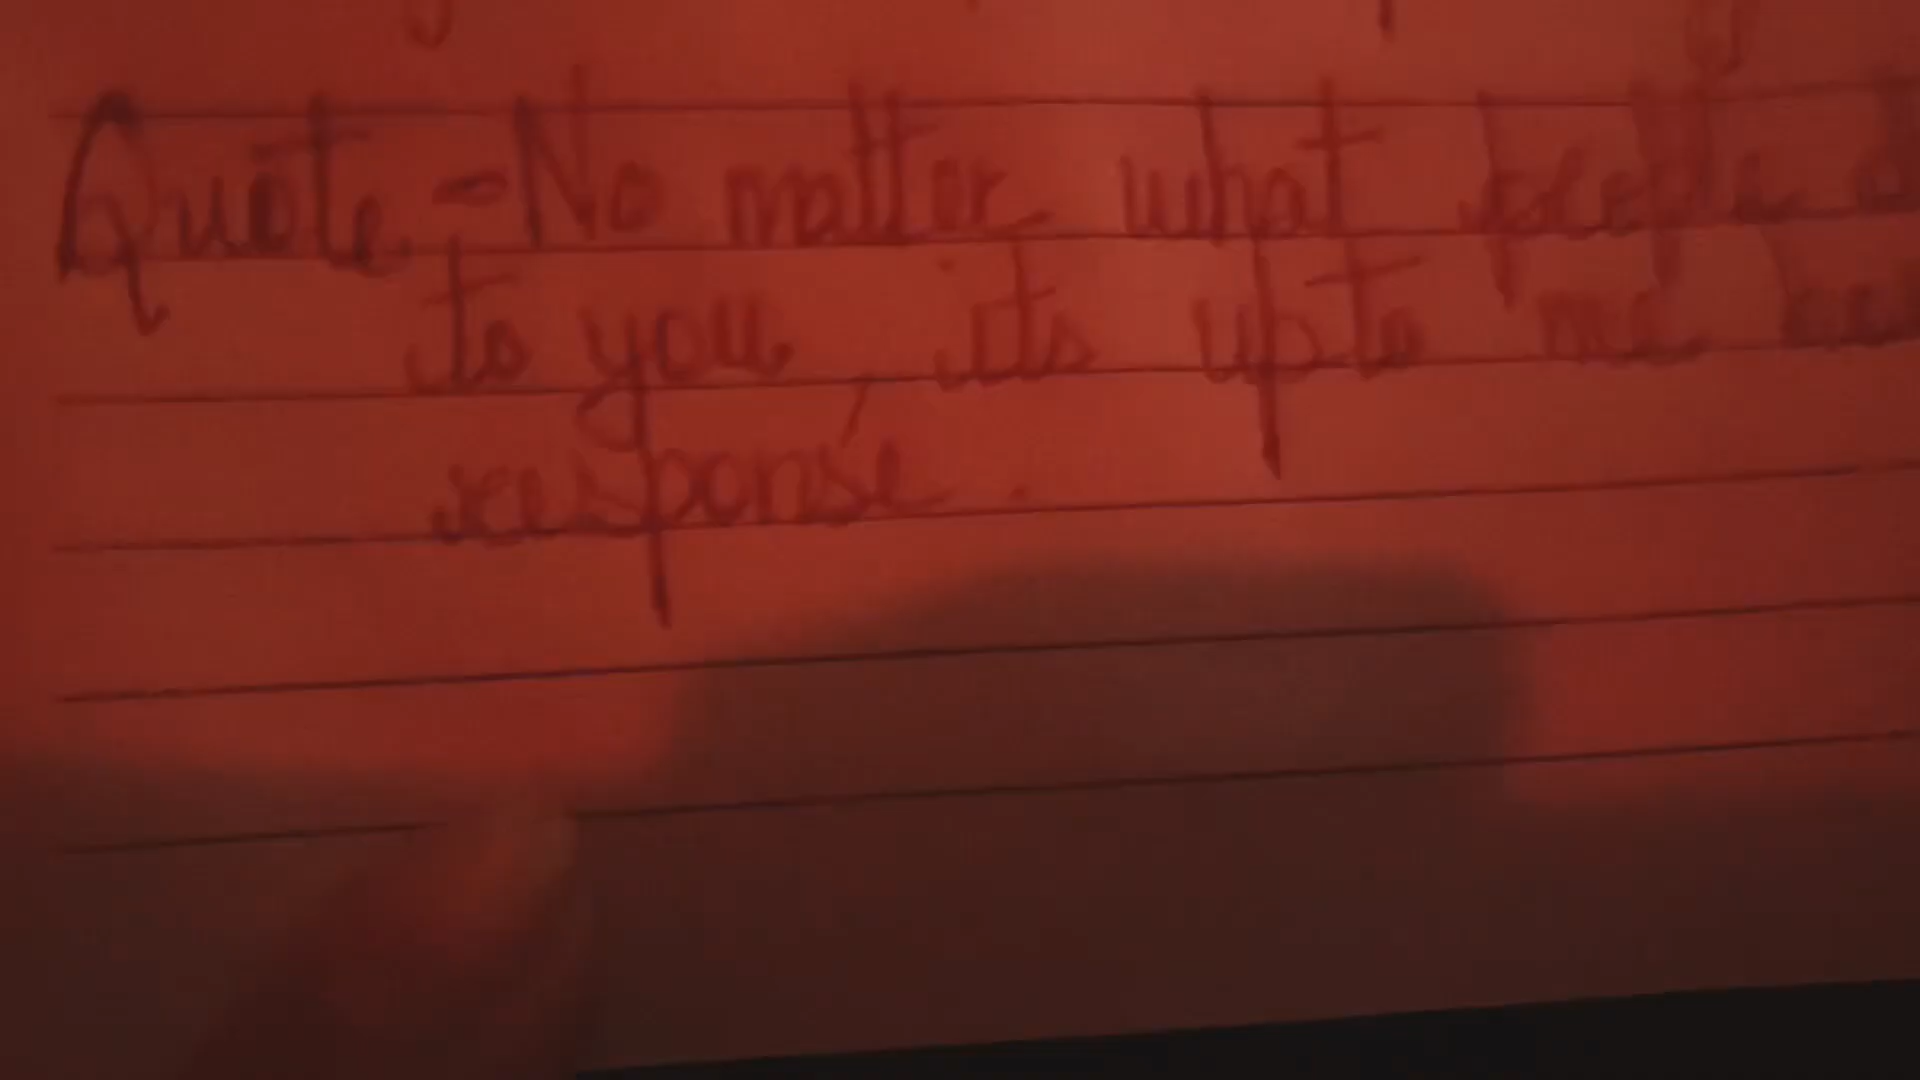 Quote - No matter what people
to you, its upto me
response.